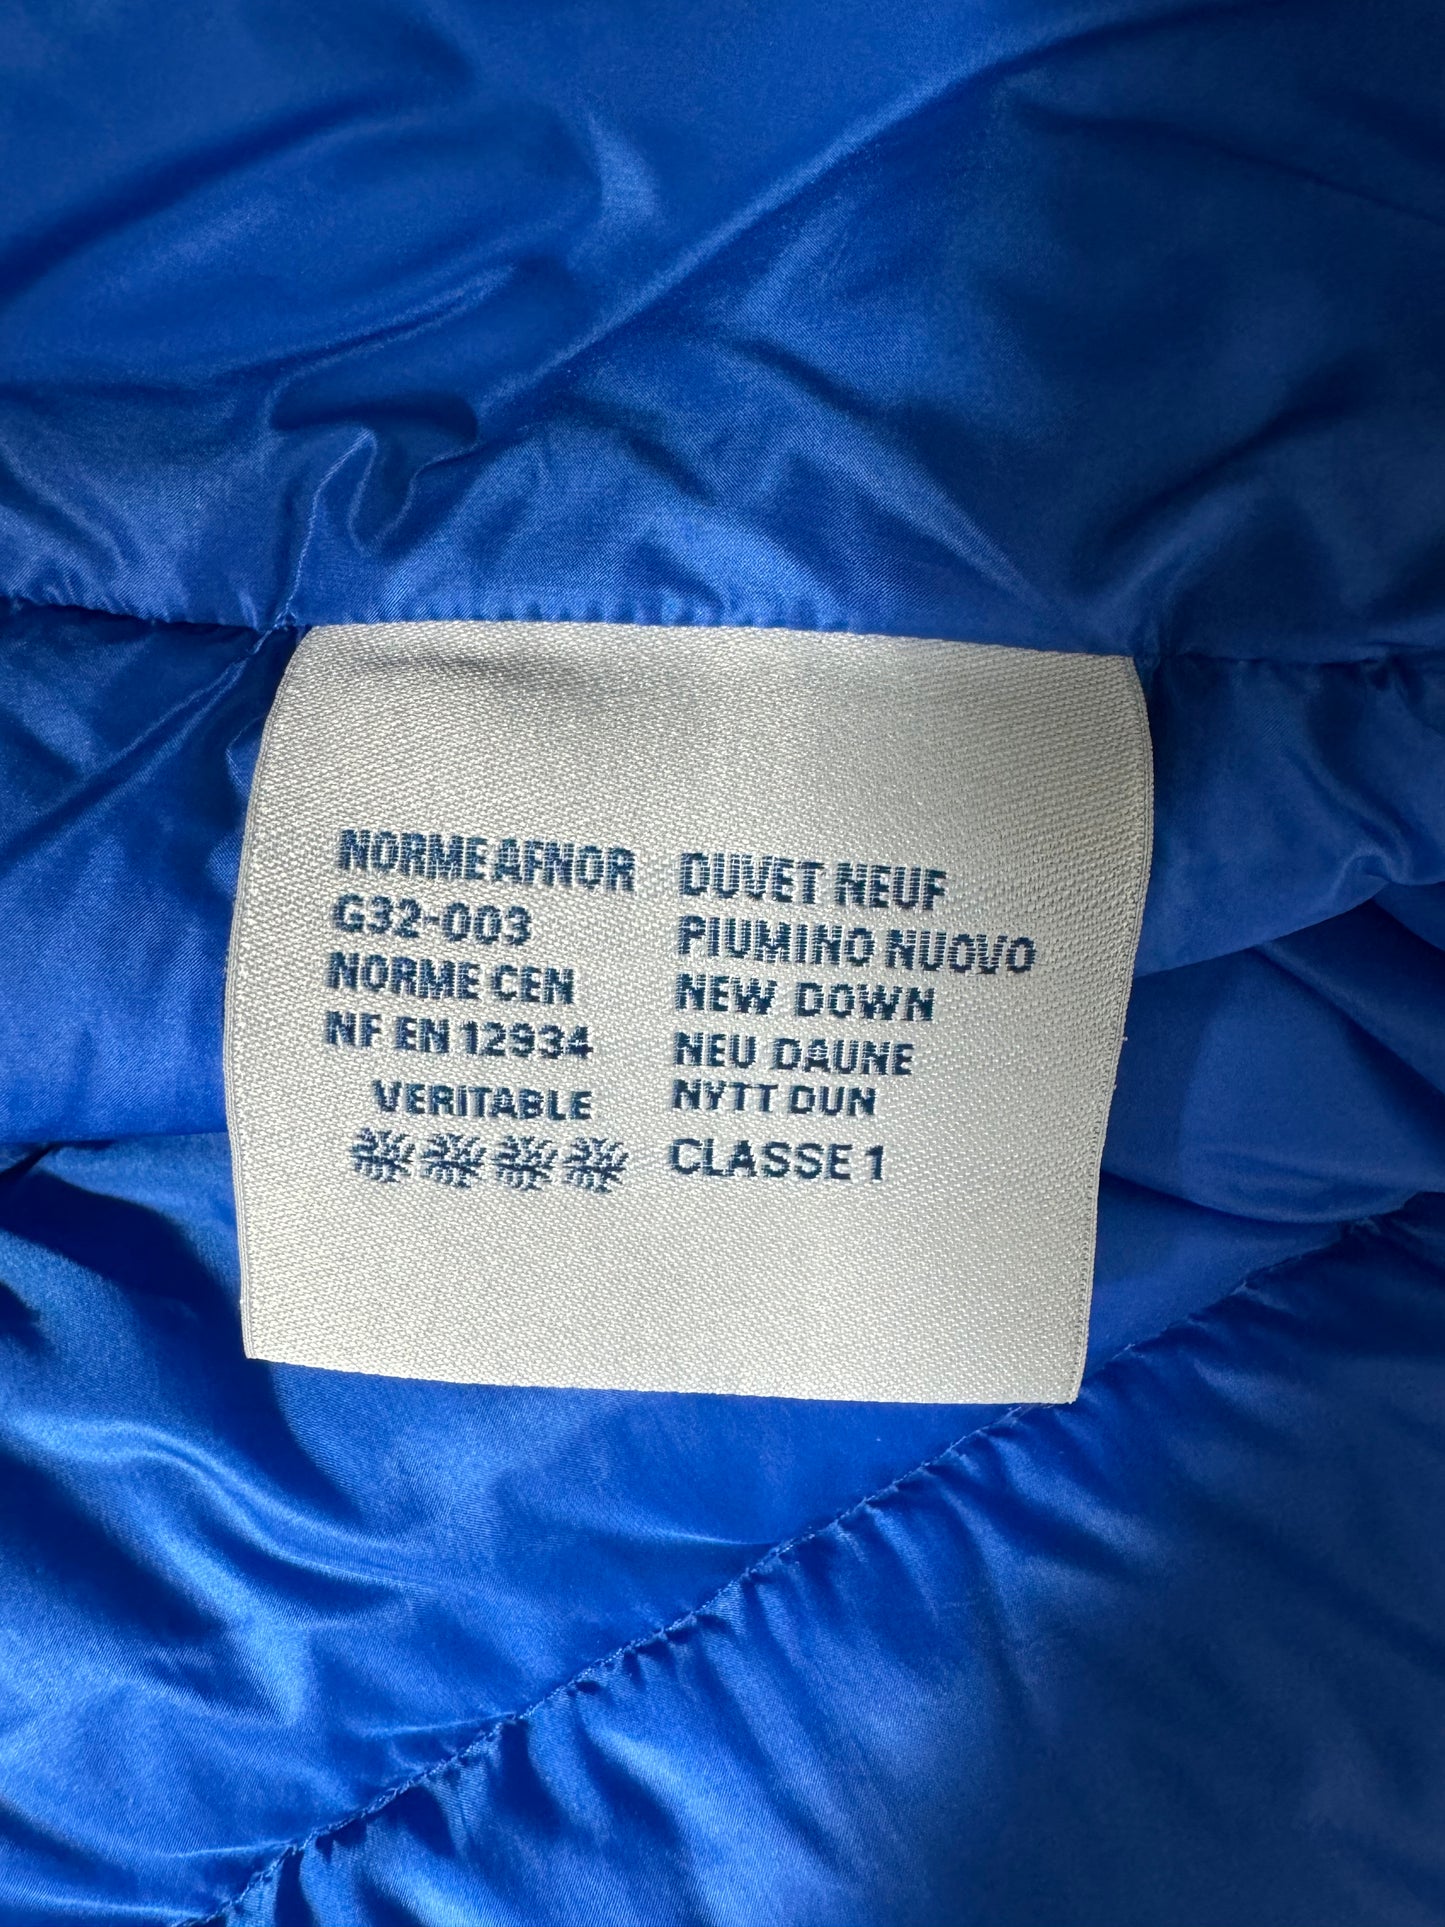 NORME AFNOR
G32-003
NORME CEN
NF EN 12934
VERITABLE
DUVET NEUF
PIUMINO NUOVO
NEW DOWN
NEU DAUNE
NYTT DUN
CLASSE 1